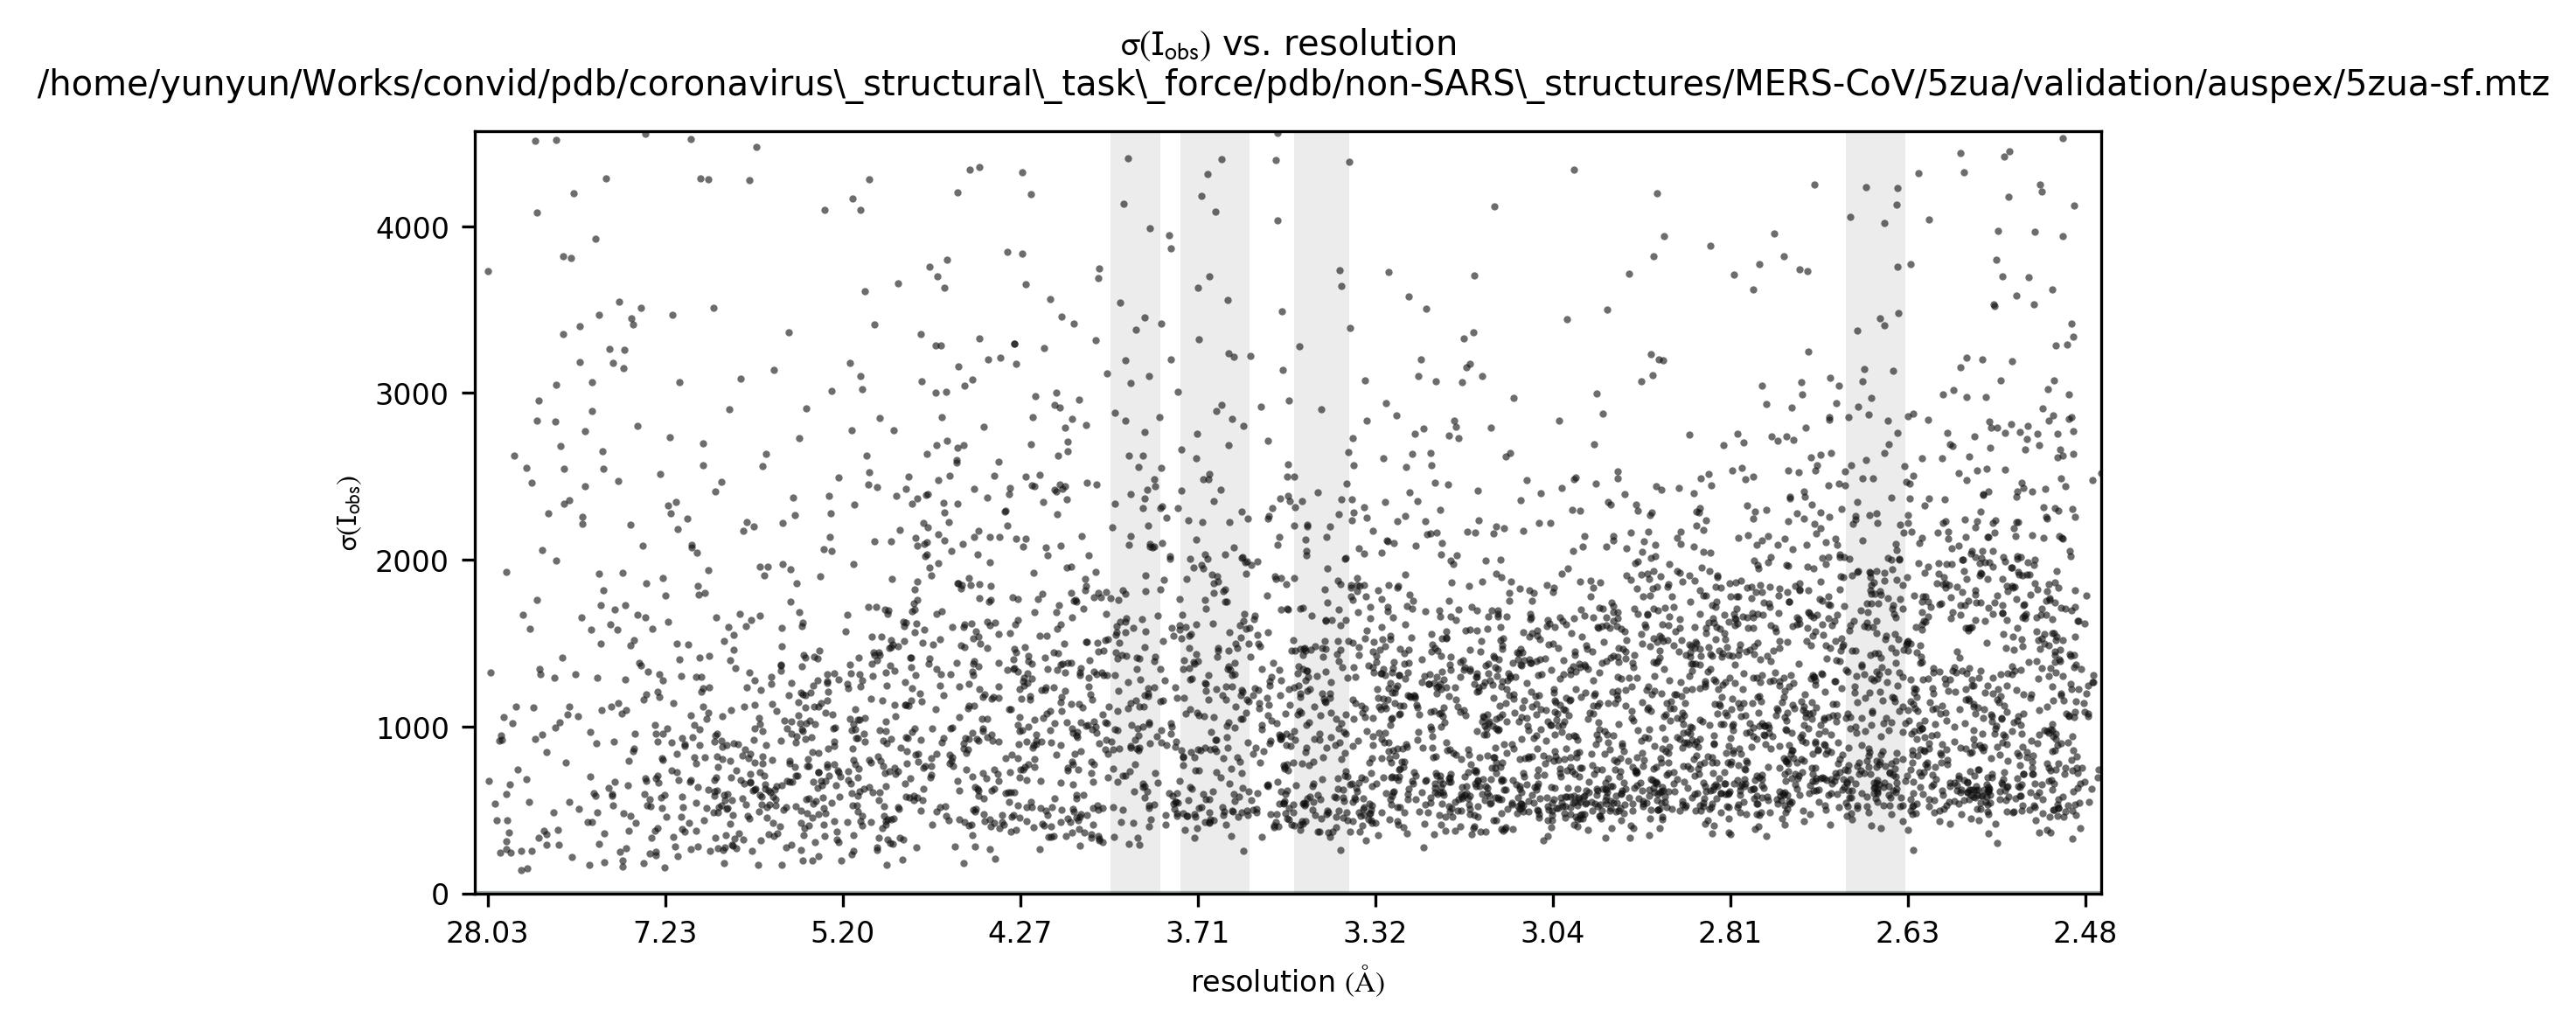 σ(I_obs) vs. resolution
/home/yunyun/Works/convid/pdb/coronavirus\_structural\_task\_force/pdb/non-SARS\_structures/MERS-CoV/5zua/validation/auspex/5zua-sf.mtz
4000
3000
2000
1000
0
σ(I_obs)
28.03 7.23 5.20 4.27 3.71 3.32 3.04 2.81 2.63 2.48
resolution (Å)